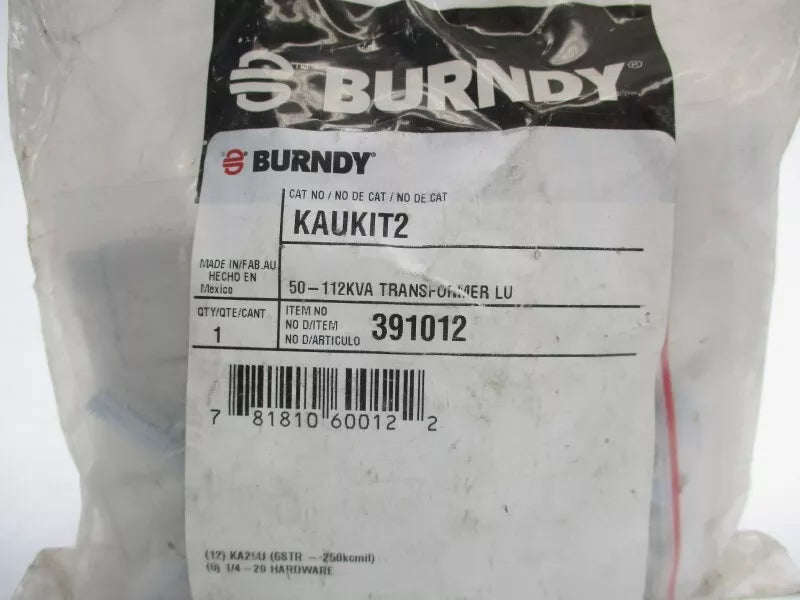 BURNDY®
BURNDY®
CAT NO / NO DE CAT / NO DE CAT
KAUKIT2
MADE IN/FAB.AU
HECHO EN
Mexico
50-112KVA TRANSFORMER LU
QTY/QTE/CANT
1
ITEM NO
NO D/ITEM
NO D/ARTICULO
391012
7 81810 60012 2
(6STR - 250kcmil)
1/4-20 HARDWARE